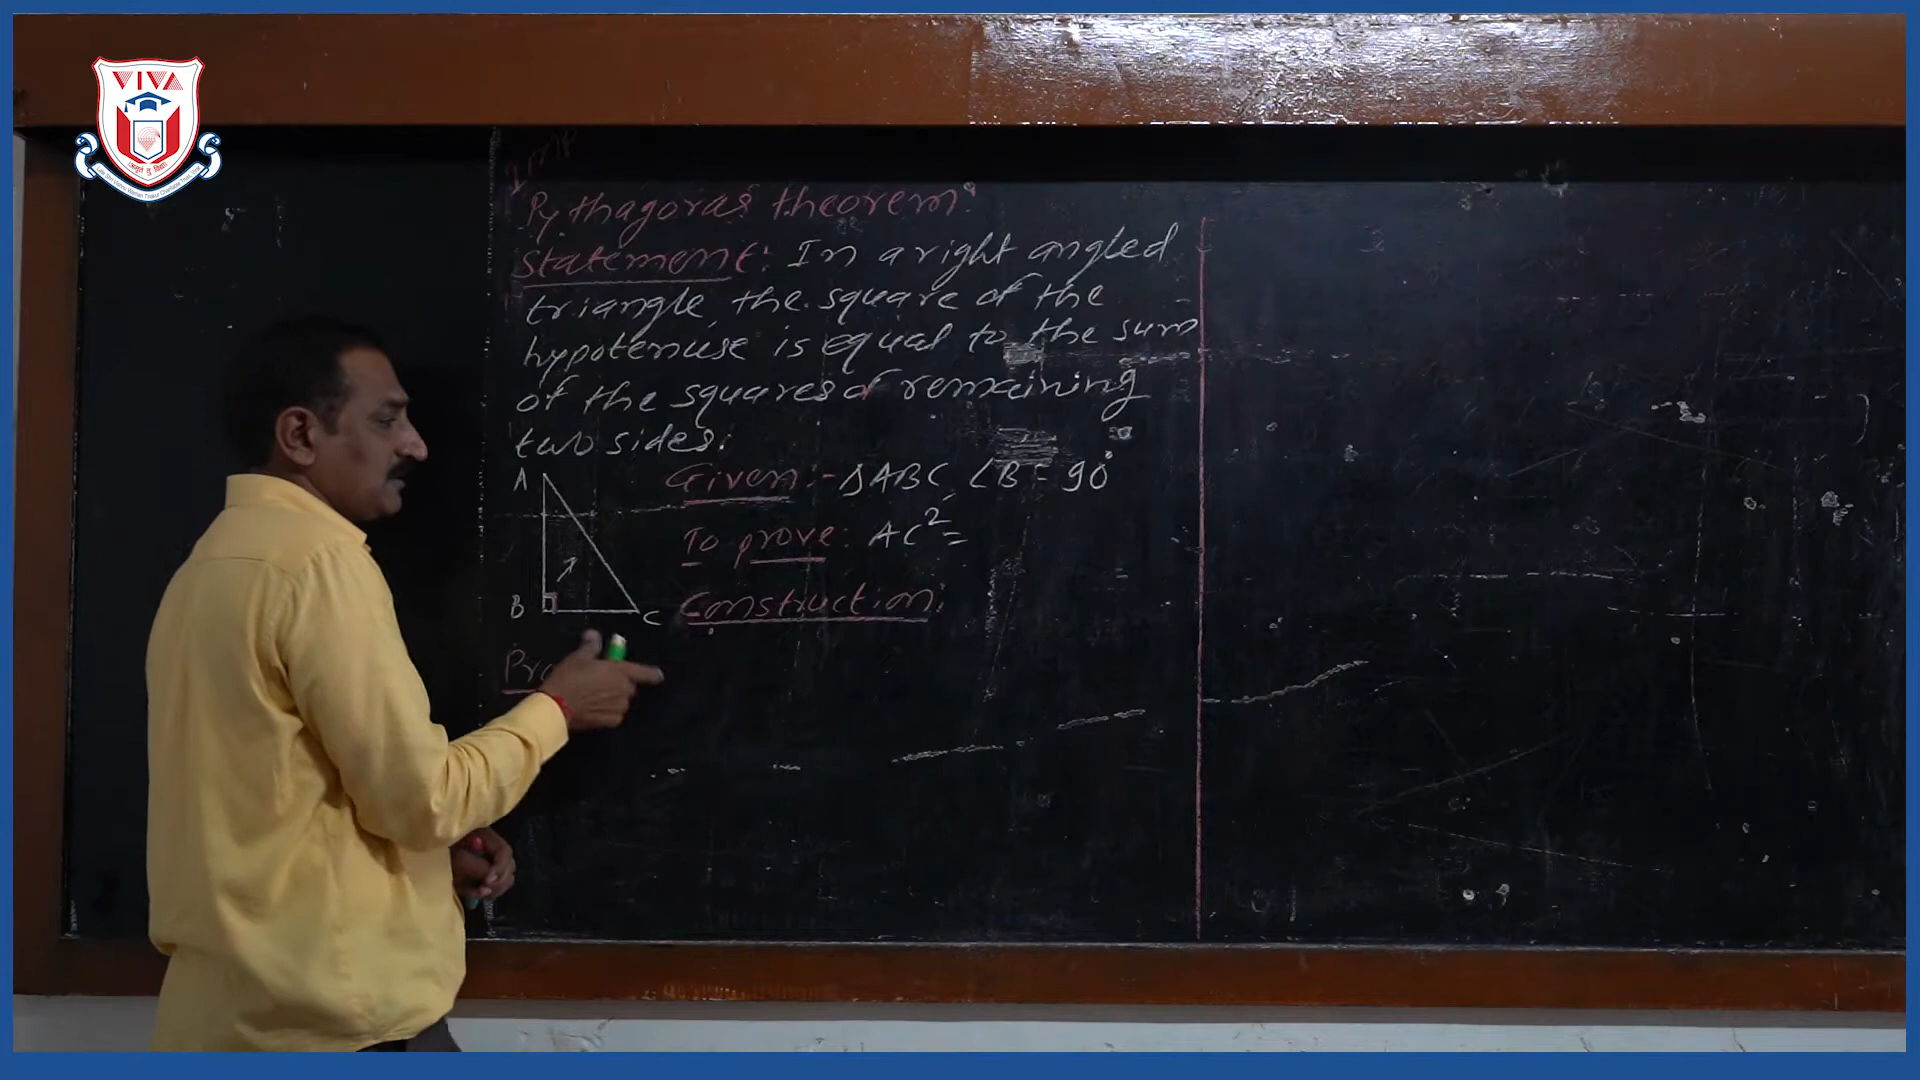 VIVA
Imp
Pythagoras theorem:
Statement: In a right angled
triangle, the square of the
hypotenuse is equal to the sum
of the squares of remaining
two sides.
A
Given:- ΔABC, ∠B = 90°
To prove: AC² =
B
C
Construction: